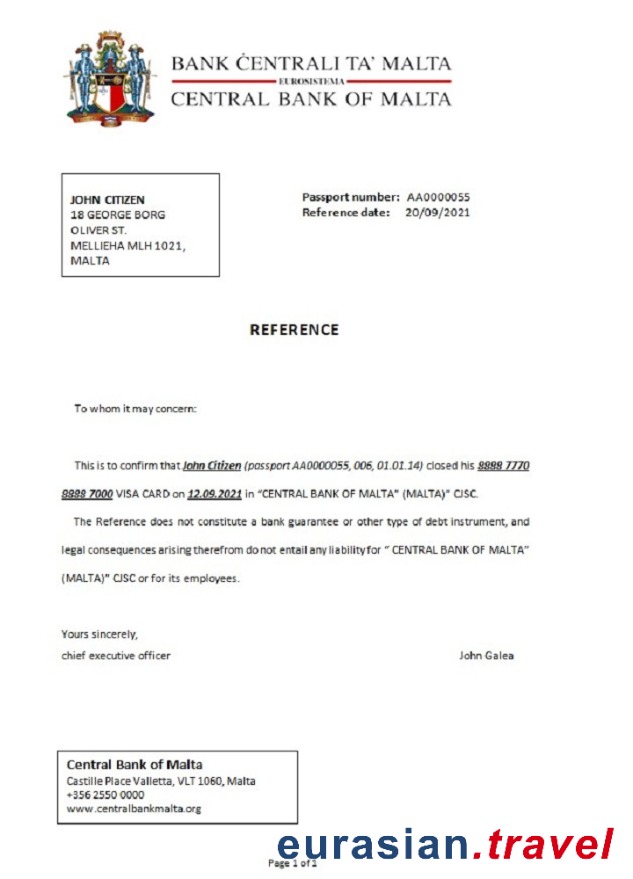 BANK ĊENTRALI TA' MALTA
EUROSISTEMA
CENTRAL BANK OF MALTA
JOHN CITIZEN
18 GEORGE BORG
OLIVER ST.
MELLIEHA MLH 1021,
MALTA
Passport number: AA0000055
Reference date: 20/09/2021
REFERENCE
To whom it may concern:
This is to confirm that John Citizen (passport AA0000055, 006, 01.01.14) closed his 8888 7770
8888 7000 VISA CARD on 12.09.2021 in "CENTRAL BANK OF MALTA" (MALTA)" CJSC.
The Reference does not constitute a bank guarantee or other type of debt instrument, and
legal consequences arising therefrom do not entail any liability for " CENTRAL BANK OF MALTA"
(MALTA)" CJSC or for its employees.
Yours sincerely,
chief executive officer John Galea
Central Bank of Malta
Castille Place Valletta, VLT 1060, Malta
+356 2550 0000
www.centralbankmalta.org
eurasian.travel
Page 1 of 1